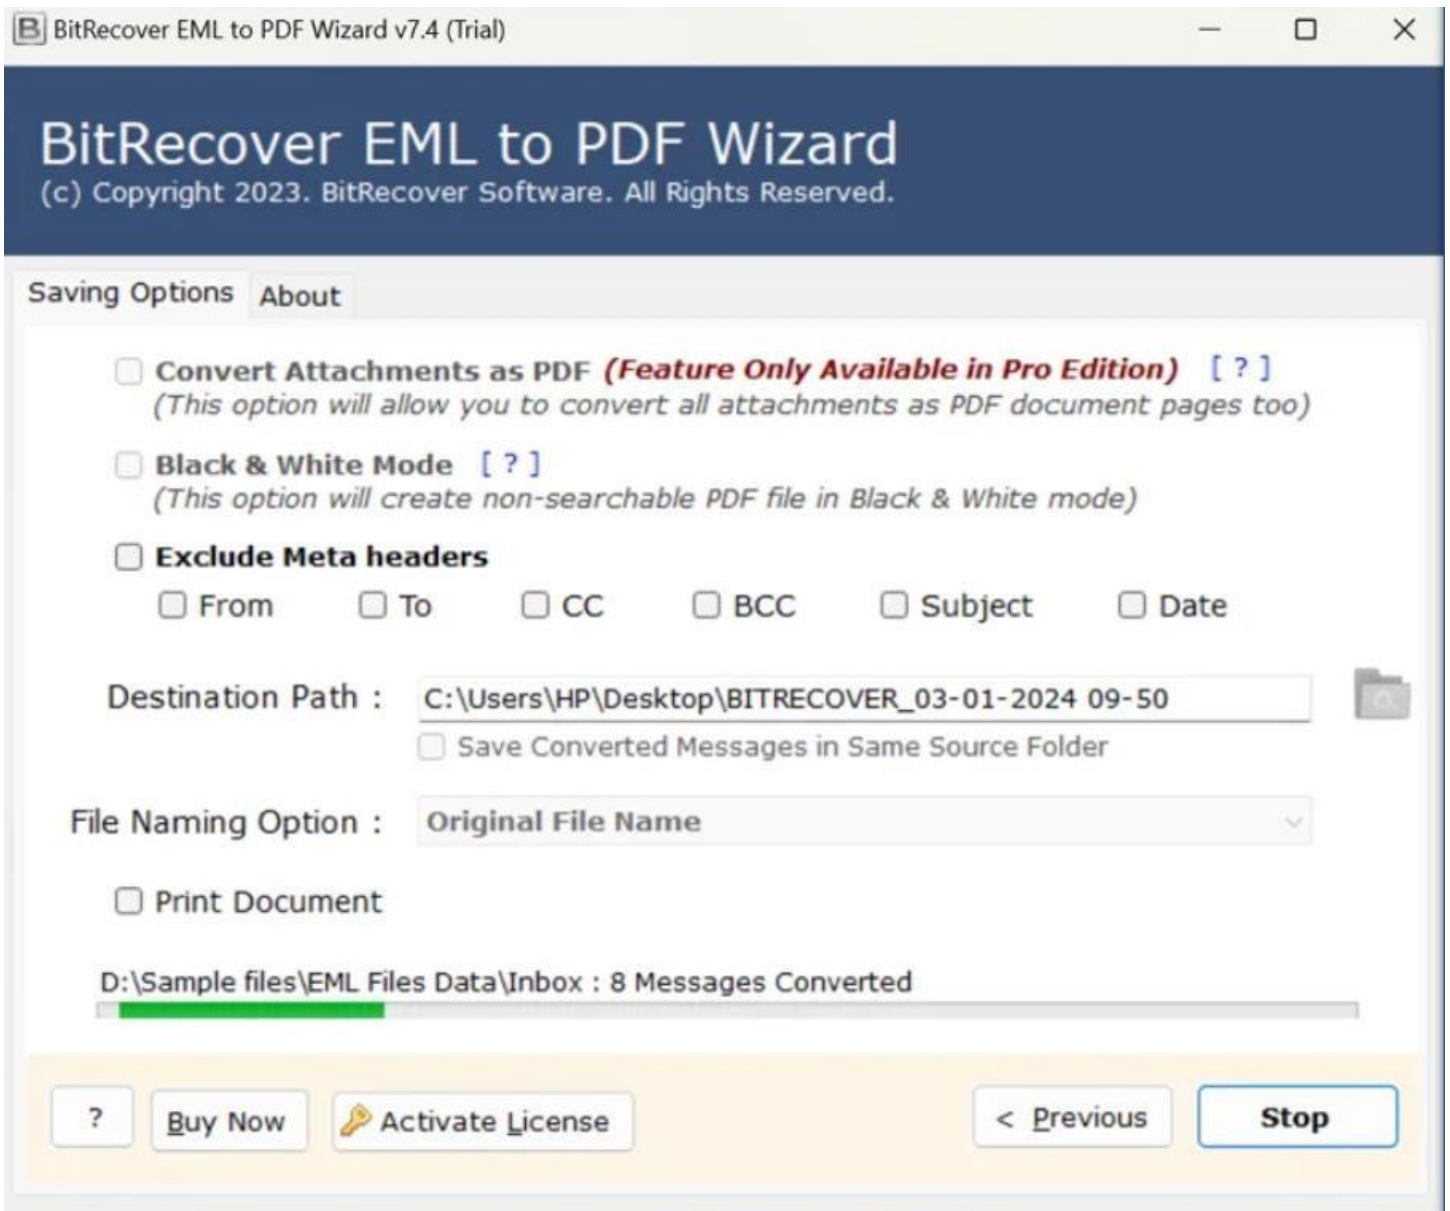 BitRecover EML to PDF Wizard v7.4 (Trial)
BitRecover EML to PDF Wizard
(c) Copyright 2023. BitRecover Software. All Rights Reserved.
Saving Options About
Convert Attachments as PDF (Feature Only Available in Pro Edition) [ ? ]
(This option will allow you to convert all attachments as PDF document pages too)
Black & White Mode [ ? ]
(This option will create non-searchable PDF file in Black & White mode)
Exclude Meta headers
From To CC BCC Subject Date
Destination Path : C:\Users\HP\Desktop\BITRECOVER_03-01-2024 09-50
Save Converted Messages in Same Source Folder
File Naming Option : Original File Name
Print Document
D:\Sample files\EML Files Data\Inbox : 8 Messages Converted
? Buy Now Activate License < Previous Stop